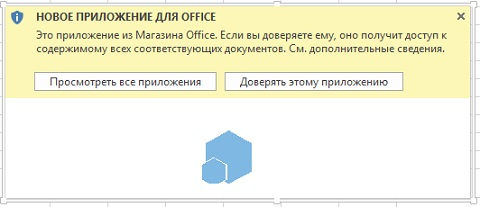 НОВОЕ ПРИЛОЖЕНИЕ ДЛЯ OFFICE
Это приложение из Магазина Office. Если вы доверяете ему, оно получит доступ к
содержимому всех соответствующих документов. См. дополнительные сведения.
Просмотреть все приложения
Доверять этому приложению